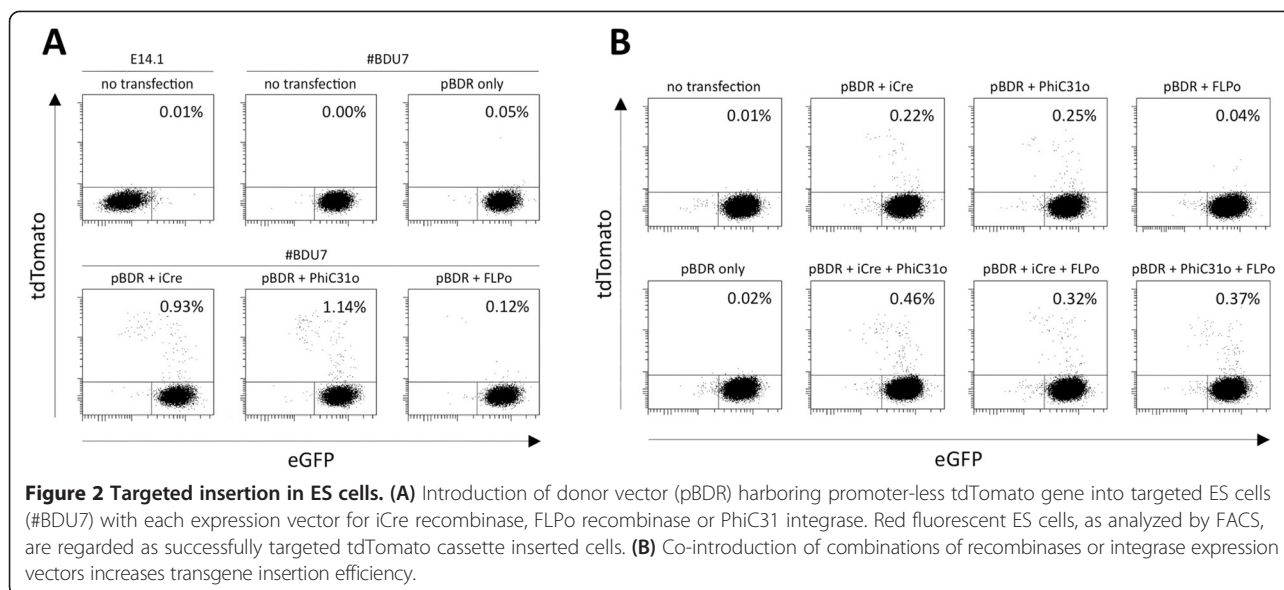 A
E14.1
#BDU7
no transfection
no transfection
pBDR only
0.01%
0.00%
0.05%
#BDU7
pBDR + iCre
pBDR + PhiC31o
pBDR + FLPo
0.93%
1.14%
0.12%
tdTomato
eGFP
B
no transfection
pBDR + iCre
pBDR + PhiC31o
pBDR + FLPo
0.01%
0.22%
0.25%
0.04%
pBDR only
pBDR + iCre + PhiC31o
pBDR + iCre + FLPo
pBDR + PhiC31o + FLPo
0.02%
0.46%
0.32%
0.37%
tdTomato
eGFP
Figure 2 Targeted insertion in ES cells. (A) Introduction of donor vector (pBDR) harboring promoter-less tdTomato gene into targeted ES cells
(#BDU7) with each expression vector for iCre recombinase, FLPo recombinase or PhiC31 integrase. Red fluorescent ES cells, as analyzed by FACS,
are regarded as successfully targeted tdTomato cassette inserted cells. (B) Co-introduction of combinations of recombinases or integrase expression
vectors increases transgene insertion efficiency.